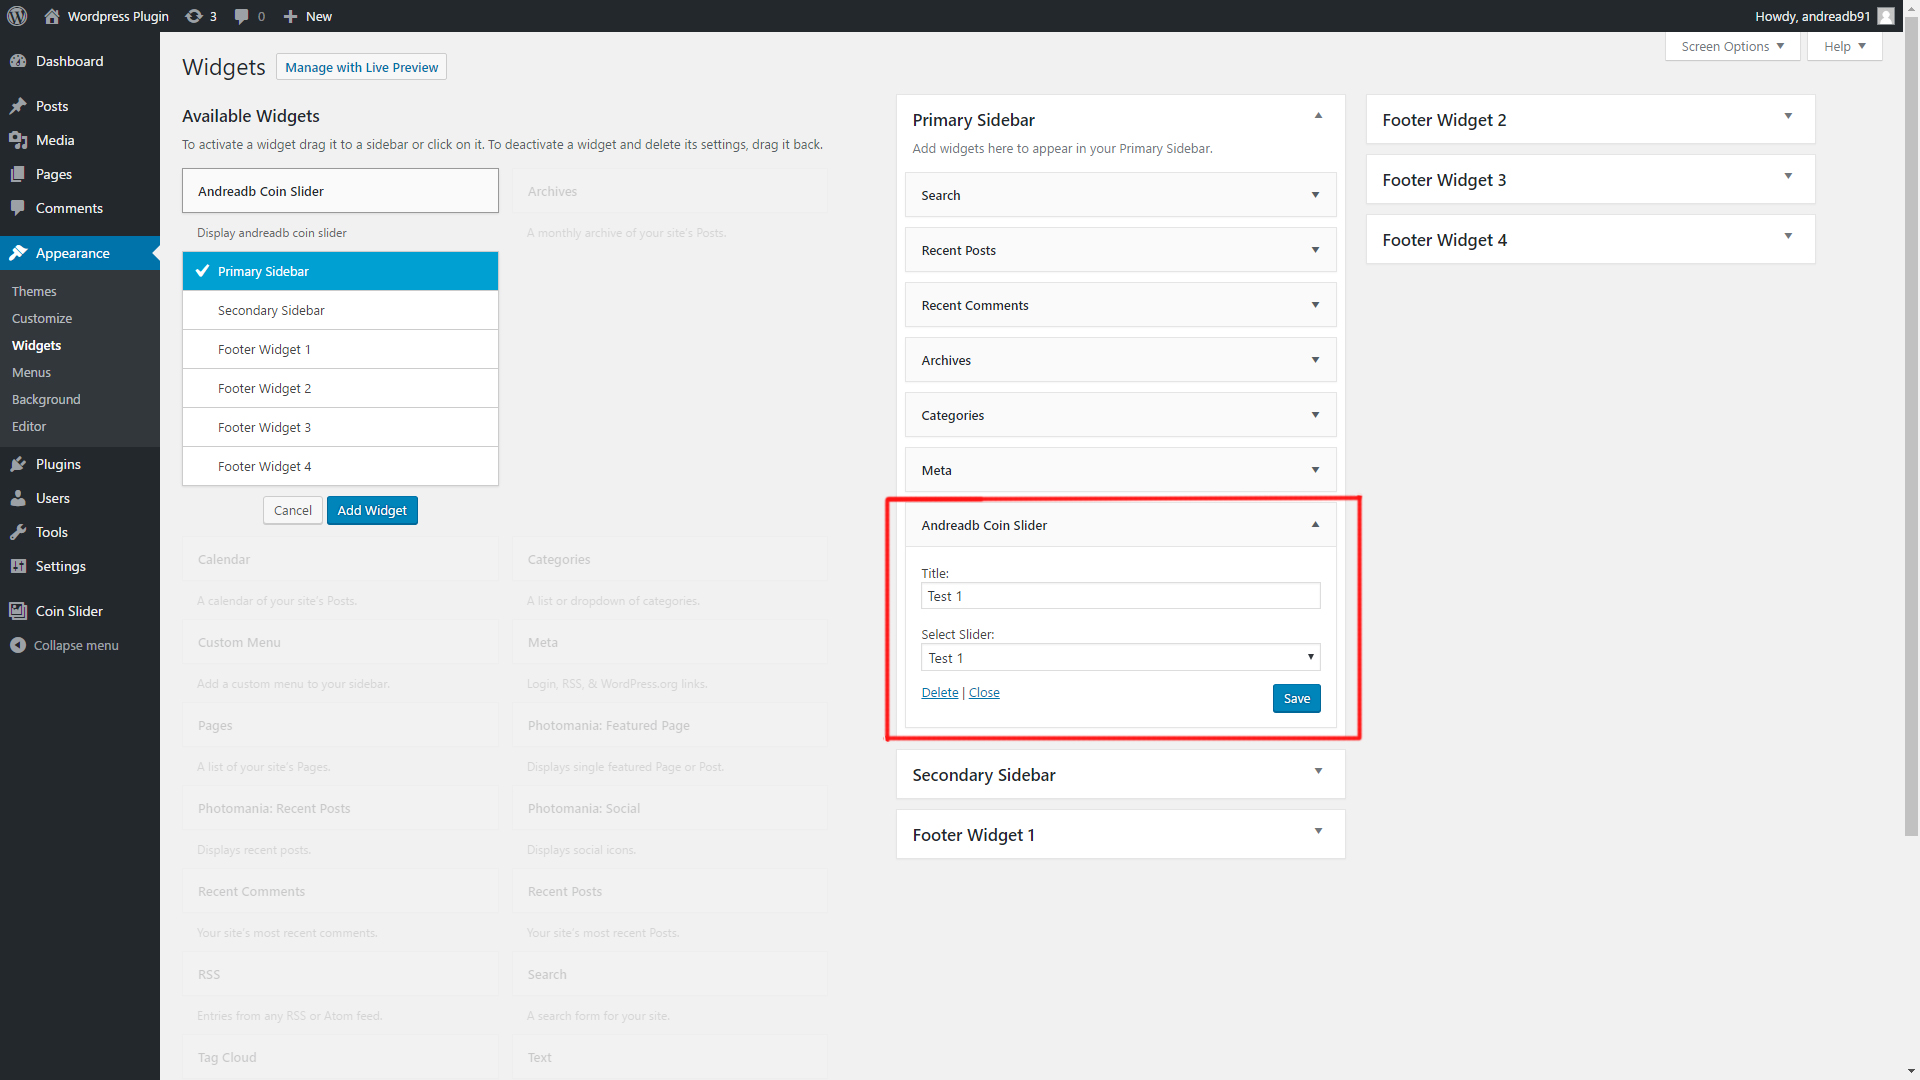 Wordpress Plugin 3 0 New Howdy, andreadb91
Screen Options Help
Dashboard
Posts
Media
Pages
Comments
Appearance
Themes
Customize
Widgets
Menus
Background
Editor
Plugins
Users
Tools
Settings
Coin Slider
Collapse menu
Widgets Manage with Live Preview
Available Widgets
To activate a widget drag it to a sidebar or click on it. To deactivate a widget and delete its settings, drag it back.
Andreadb Coin Slider
Display andreadb coin slider
Archives
A monthly archive of your site's Posts.
Primary Sidebar
Secondary Sidebar
Footer Widget 1
Footer Widget 2
Footer Widget 3
Footer Widget 4
Cancel Add Widget
Calendar
A calendar of your site's Posts.
Categories
A list or dropdown of categories.
Custom Menu
Add a custom menu to your sidebar.
Meta
Login, RSS, & WordPress.org links.
Pages
A list of your site's Pages.
Photomania: Featured Page
Displays single featured Page or Post.
Photomania: Recent Posts
Displays recent posts.
Photomania: Social
Displays social icons.
Recent Comments
Your site's most recent comments.
Recent Posts
Your site's most recent Posts.
RSS
Entries from any RSS or Atom feed.
Search
A search form for your site.
Tag Cloud
Text
Primary Sidebar
Add widgets here to appear in your Primary Sidebar.
Search
Recent Posts
Recent Comments
Archives
Categories
Meta
Andreadb Coin Slider
Title:
Test 1
Select Slider:
Test 1
Delete | Close
Save
Secondary Sidebar
Footer Widget 1
Footer Widget 2
Footer Widget 3
Footer Widget 4